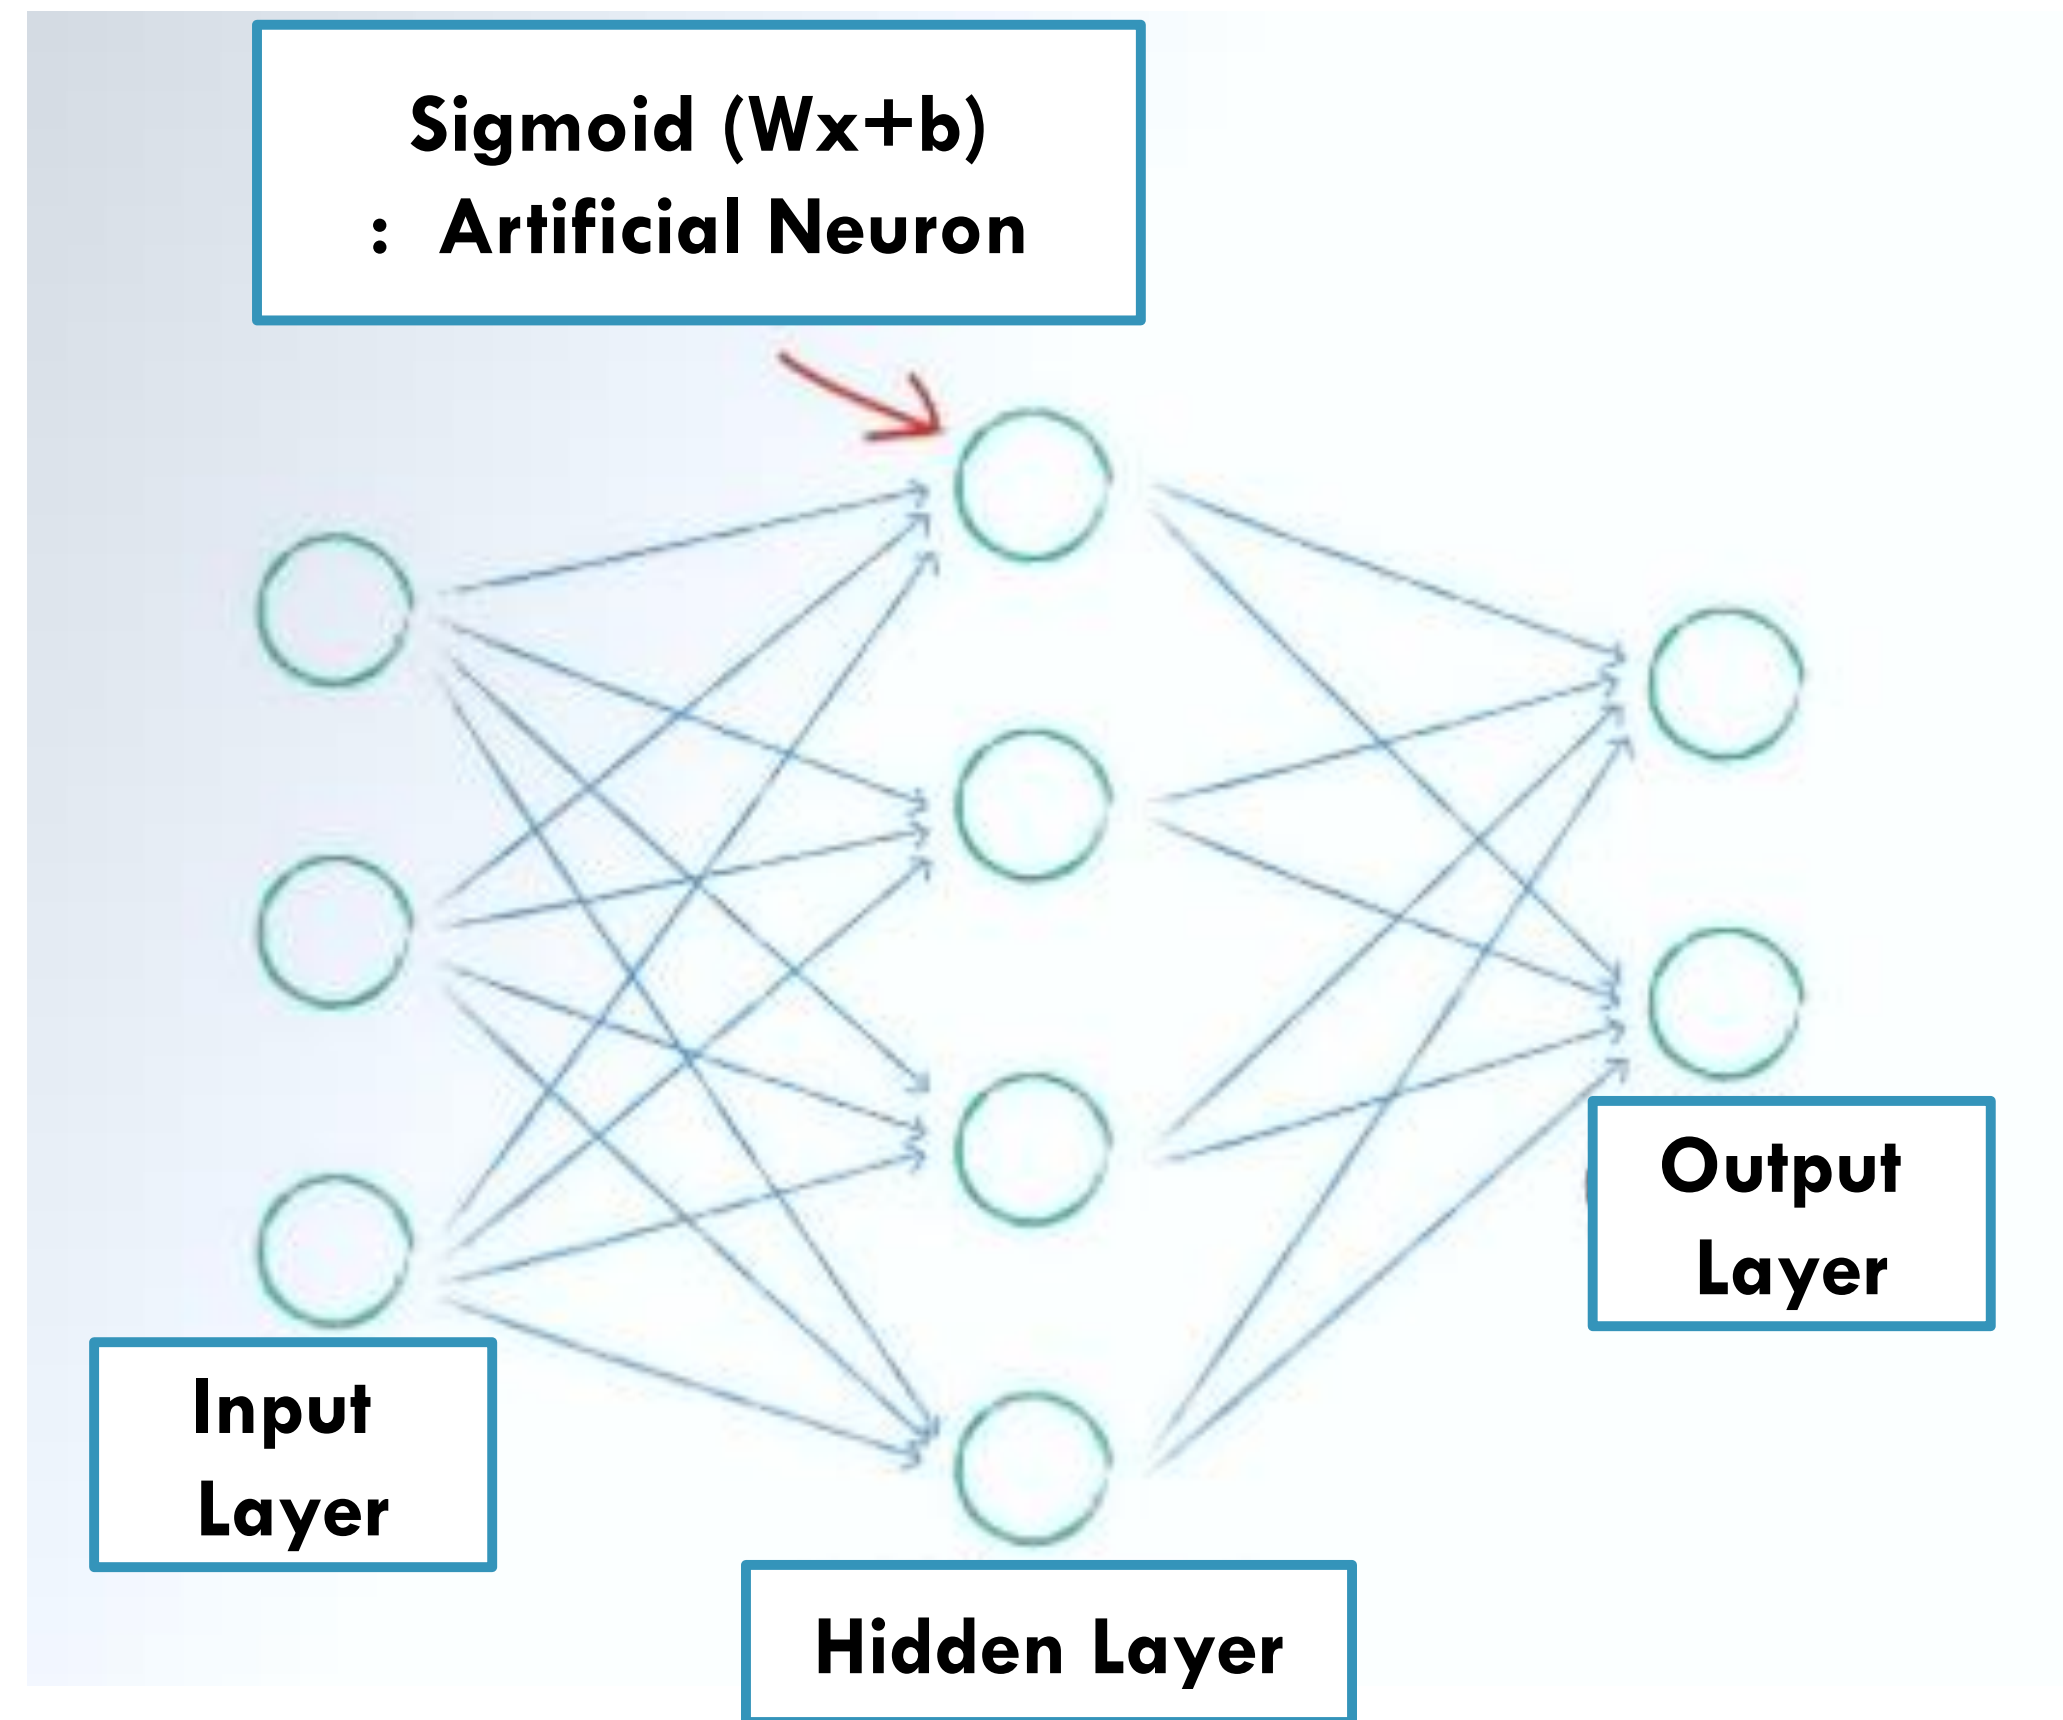 Sigmoid (Wx+b)
: Artificial Neuron
Output
Layer
Input
Layer
Hidden Layer